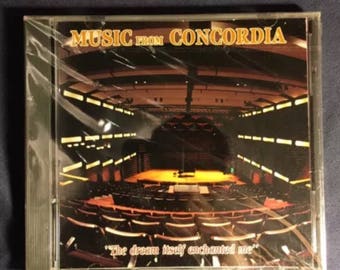 MUSIC FROM CONCORDIA
"The dream itself enchanted me"